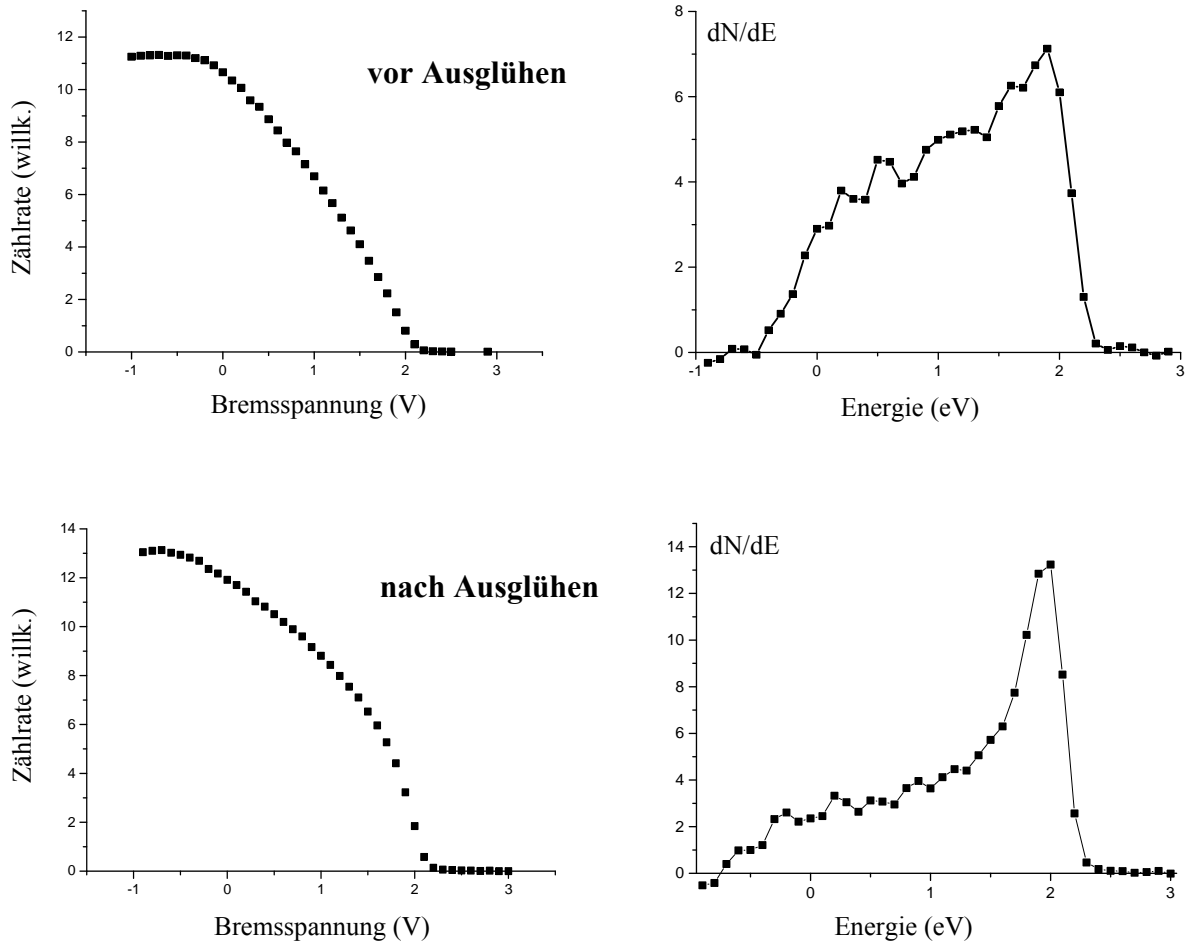 vor Ausglühen
Zählrate (willk.)
12
10
8
6
4
2
0
-1 0 1 2 3
Bremsspannung (V)
dN/dE
8
6
4
2
0
-1 0 1 2 3
Energie (eV)
nach Ausglühen
Zählrate (willk.)
14
12
10
8
6
4
2
0
-1 0 1 2 3
Bremsspannung (V)
dN/dE
14
12
10
8
6
4
2
0
0 1 2 3
Energie (eV)